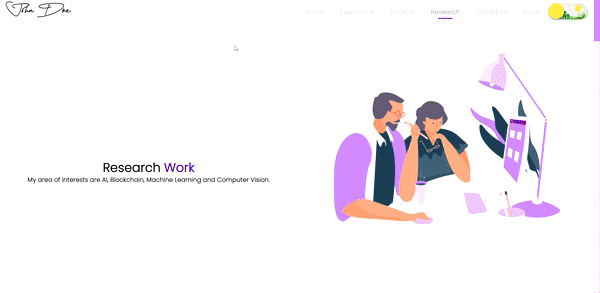 John Doe
Home Experience Projects Research Education Blogs
Research Work
My area of interests are AI, Blockchain, Machine Learning and Computer Vision.